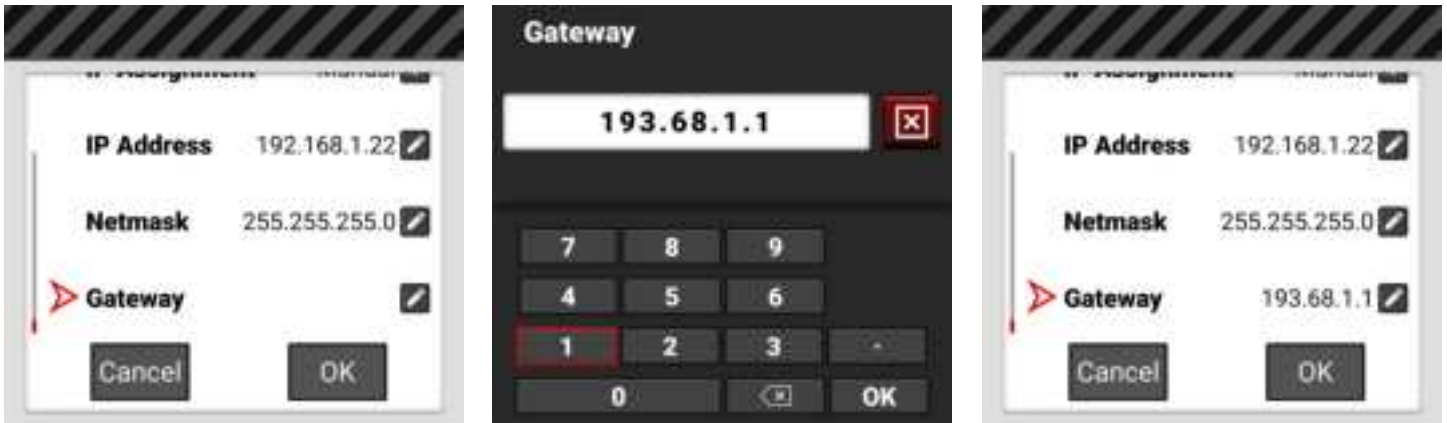 IP Address 192.168.1.22
Netmask 255.255.255.0
Gateway
Cancel OK
Gateway
193.68.1.1
7 8 9
4 5 6
1 2 3 .
0 OK
IP Address 192.168.1.22
Netmask 255.255.255.0
Gateway 193.68.1.1
Cancel OK